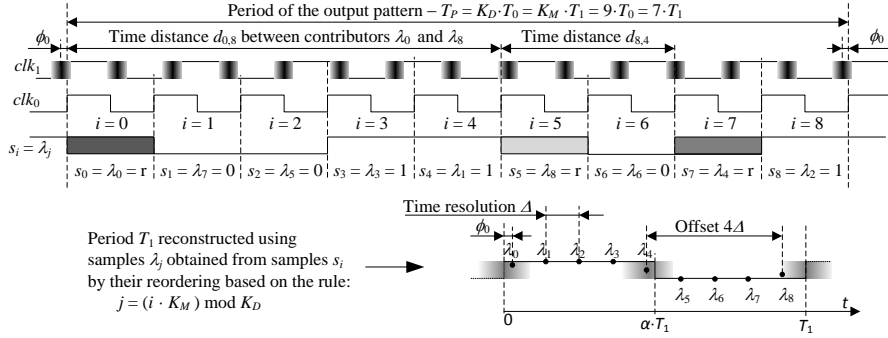 Period of the output pattern – T_P = K_D·T_0 = K_M·T_1 = 9·T_0 = 7·T_1
ϕ_0 Time distance d_0,8 between contributors λ_0 and λ_8 Time distance d_8,4 ϕ_0
clk_1
clk_0
i = 0 i = 1 i = 2 i = 3 i = 4 i = 5 i = 6 i = 7 i = 8
s_i = λ_j
s_0 = λ_0 = r s_1 = λ_7 = 0 s_2 = λ_5 = 0 s_3 = λ_3 = 1 s_4 = λ_1 = 1 s_5 = λ_8 = r s_6 = λ_6 = 0 s_7 = λ_4 = r s_8 = λ_2 = 1
Time resolution Δ
ϕ_0 Offset 4Δ
Period T_1 reconstructed using
samples λ_j obtained from samples s_i
by their reordering based on the rule:
j = (i · K_M ) mod K_D
λ_0 λ_1 λ_2 λ_3 λ_4
λ_5 λ_6 λ_7 λ_8
t
0 α·T_1 T_1